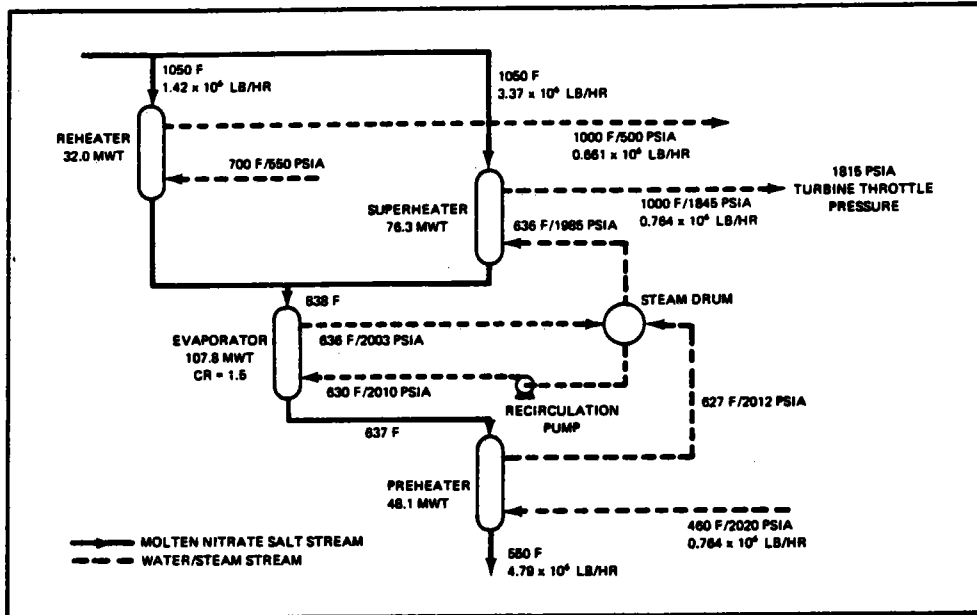 1050 F
1.42 x 10⁶ LB/HR
1050 F
3.37 x 10⁶ LB/HR
REHEATER
32.0 MWT
1000 F/500 PSIA
0.661 x 10⁶ LB/HR
700 F/550 PSIA
1815 PSIA
TURBINE THROTTLE
PRESSURE
SUPERHEATER
76.3 MWT
1000 F/1845 PSIA
0.764 x 10⁶ LB/HR
636 F/1985 PSIA
838 F
STEAM DRUM
EVAPORATOR
107.8 MWT
CR = 1.5
636 F/2003 PSIA
630 F/2010 PSIA
RECIRCULATION
PUMP
627 F/2012 PSIA
637 F
PREHEATER
48.1 MWT
460 F/2020 PSIA
0.764 x 10⁶ LB/HR
MOLTEN NITRATE SALT STREAM
WATER/STEAM STREAM
550 F
4.79 x 10⁶ LB/HR